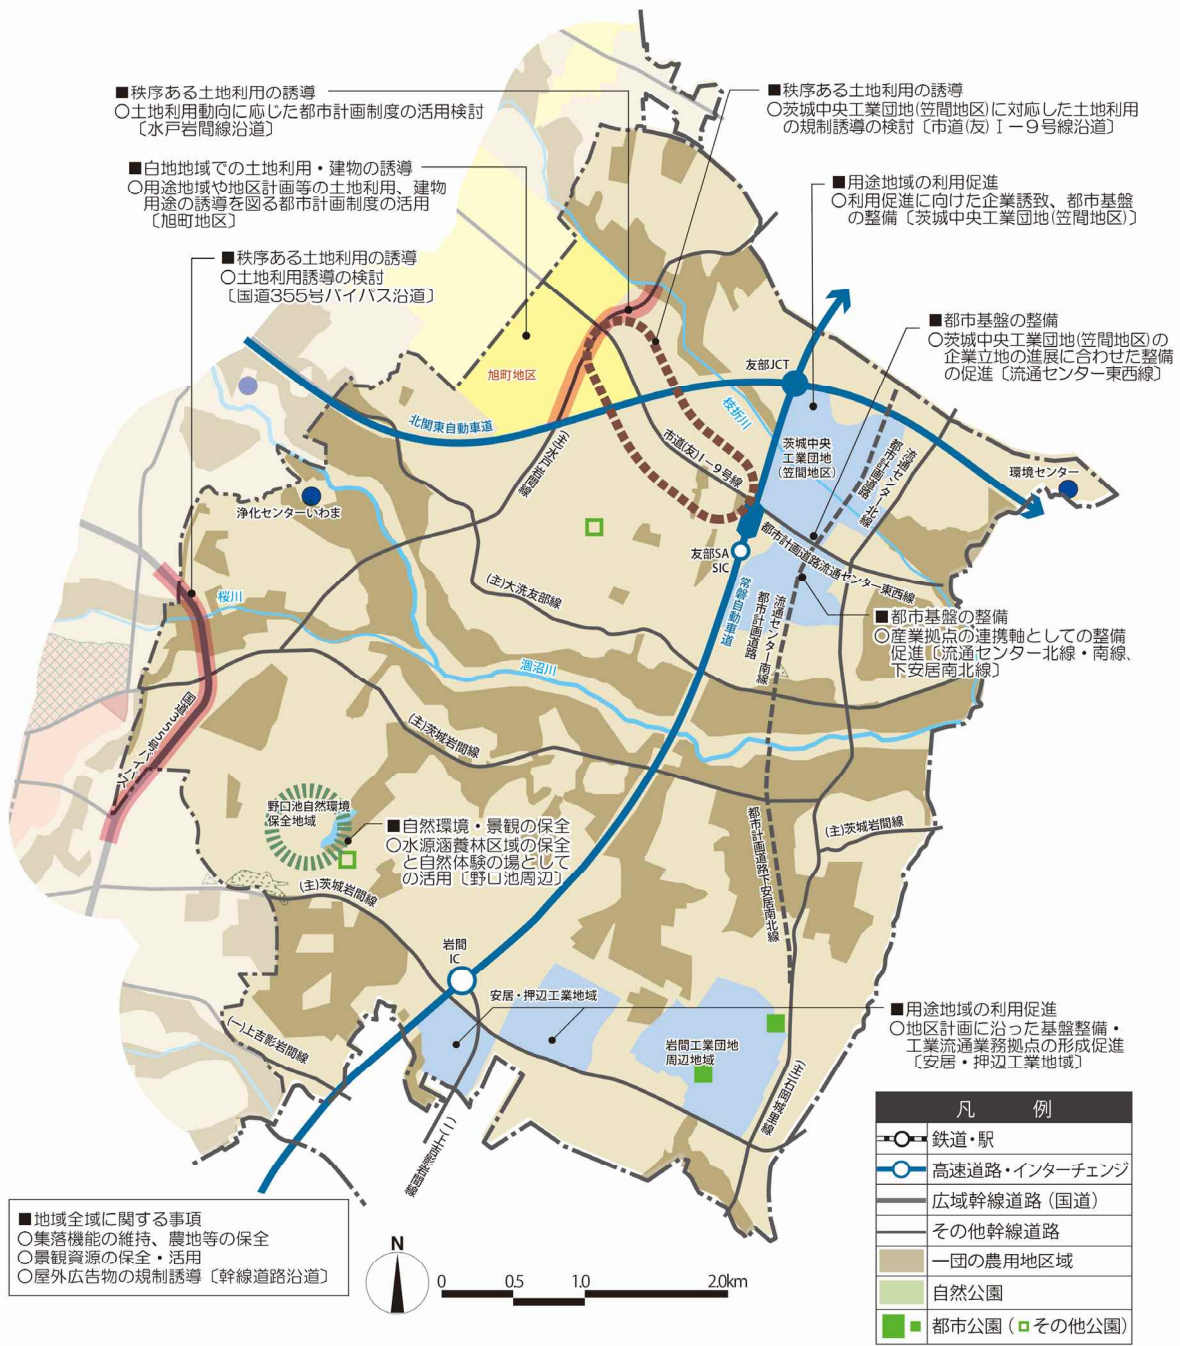 ■秩序ある土地利用の誘導
○土地利用動向に応じた都市計画制度の活用検討
〔水戸岩間線沿道〕
■秩序ある土地利用の誘導
○茨城中央工業団地(笠間地区)に対応した土地利用
の規制誘導の検討〔市道(友)Ⅰ－9号線沿道〕
■白地地域での土地利用・建物の誘導
○用途地域や地区計画等の土地利用、建物
用途の誘導を図る都市計画制度の活用
〔旭町地区〕
■用途地域の利用促進
○利用促進に向けた企業誘致、都市基盤
の整備〔茨城中央工業団地(笠間地区)〕
■秩序ある土地利用の誘導
○土地利用誘導の検討
〔国道355号バイパス沿道〕
■都市基盤の整備
○茨城中央工業団地(笠間地区)の
企業立地の進展に合わせた整備
の促進〔流通センター東西線〕
旭町地区
友部JCT
北関東自動車道
枝折川
(主)水戸岩間線
市道(友)Ⅰ－9号線
茨城中央
工業団地
(笠間地区)
都市計画道路
流通センター北線
環境センター
浄化センターいわま
友部SA
SIC
都市計画道路流通センター東西線
(主)大洗友部線
常磐自動車道
都市計画道路
流通センター南線
桜川
涸沼川
■都市基盤の整備
○産業拠点の連携軸としての整備
促進〔流通センター北線・南線、
下安居南北線〕
国道355号バイパス
(主)茨城岩間線
野口池自然環境
保全地域
■自然環境・景観の保全
○水源涵養林区域の保全
と自然体験の場として
の活用〔野口池周辺〕
都市計画道路下安居南北線
(主)茨城岩間線
(主)茨城岩間線
岩間
IC
安居・押辺工業地域
■用途地域の利用促進
○地区計画に沿った基盤整備・
工業流通業務拠点の形成促進
〔安居・押辺工業地域〕
(一)上吉影岩間線
岩間工業団地
周辺地域
(主)石岡城里線
(一)上吉影岩間線
凡 例
鉄道・駅
高速道路・インターチェンジ
広域幹線道路(国道)
その他幹線道路
一団の農用地区域
自然公園
都市公園(その他公園)
■地域全域に関する事項
○集落機能の維持、農地等の保全
○景観資源の保全・活用
○屋外広告物の規制誘導〔幹線道路沿道〕
N
0 0.5 1.0 2.0km